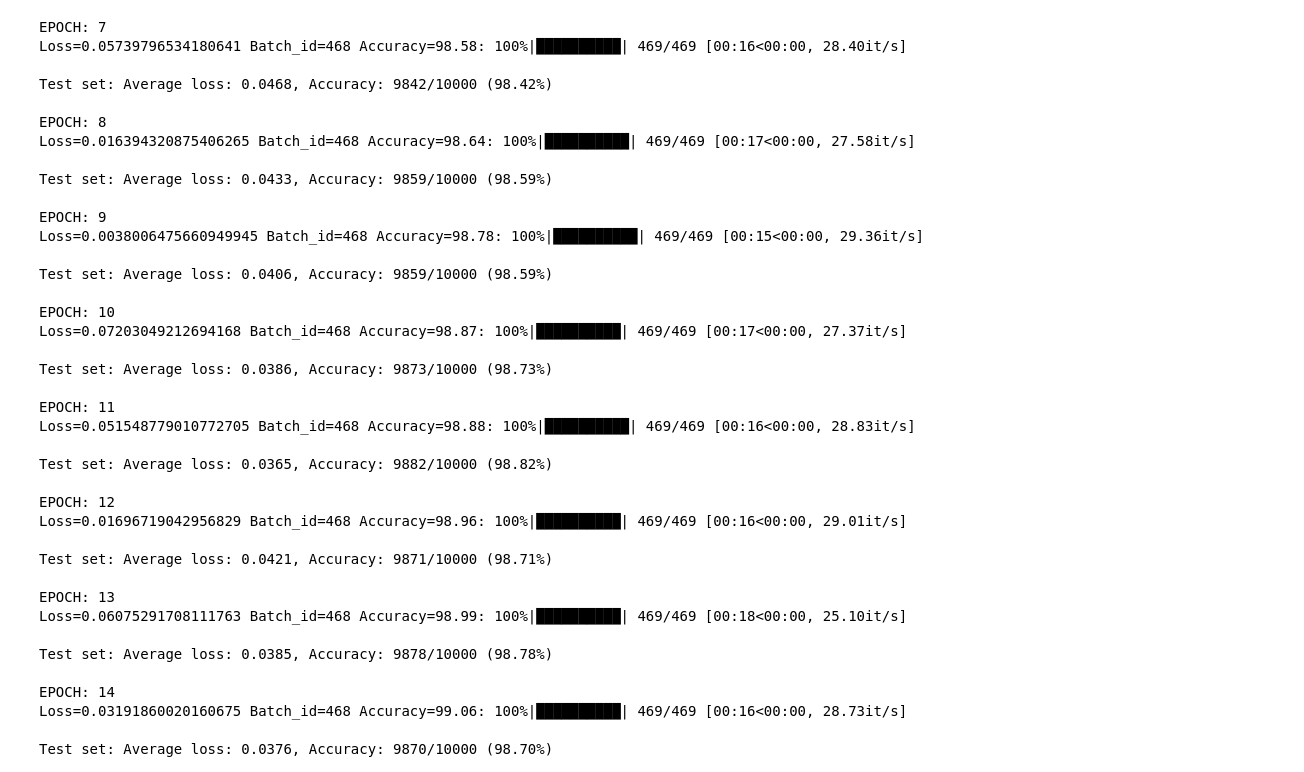 EPOCH: 7
Loss=0.05739796534180641 Batch_id=468 Accuracy=98.58: 100%|██████████| 469/469 [00:16<00:00, 28.40it/s]
Test set: Average loss: 0.0468, Accuracy: 9842/10000 (98.42%)
EPOCH: 8
Loss=0.016394320875406265 Batch_id=468 Accuracy=98.64: 100%|██████████| 469/469 [00:17<00:00, 27.58it/s]
Test set: Average loss: 0.0433, Accuracy: 9859/10000 (98.59%)
EPOCH: 9
Loss=0.0038006475660949945 Batch_id=468 Accuracy=98.78: 100%|██████████| 469/469 [00:15<00:00, 29.36it/s]
Test set: Average loss: 0.0406, Accuracy: 9859/10000 (98.59%)
EPOCH: 10
Loss=0.07203049212694168 Batch_id=468 Accuracy=98.87: 100%|██████████| 469/469 [00:17<00:00, 27.37it/s]
Test set: Average loss: 0.0386, Accuracy: 9873/10000 (98.73%)
EPOCH: 11
Loss=0.051548779010772705 Batch_id=468 Accuracy=98.88: 100%|██████████| 469/469 [00:16<00:00, 28.83it/s]
Test set: Average loss: 0.0365, Accuracy: 9882/10000 (98.82%)
EPOCH: 12
Loss=0.01696719042956829 Batch_id=468 Accuracy=98.96: 100%|██████████| 469/469 [00:16<00:00, 29.01it/s]
Test set: Average loss: 0.0421, Accuracy: 9871/10000 (98.71%)
EPOCH: 13
Loss=0.06075291708111763 Batch_id=468 Accuracy=98.99: 100%|██████████| 469/469 [00:18<00:00, 25.10it/s]
Test set: Average loss: 0.0385, Accuracy: 9878/10000 (98.78%)
EPOCH: 14
Loss=0.03191860020160675 Batch_id=468 Accuracy=99.06: 100%|██████████| 469/469 [00:16<00:00, 28.73it/s]
Test set: Average loss: 0.0376, Accuracy: 9870/10000 (98.70%)